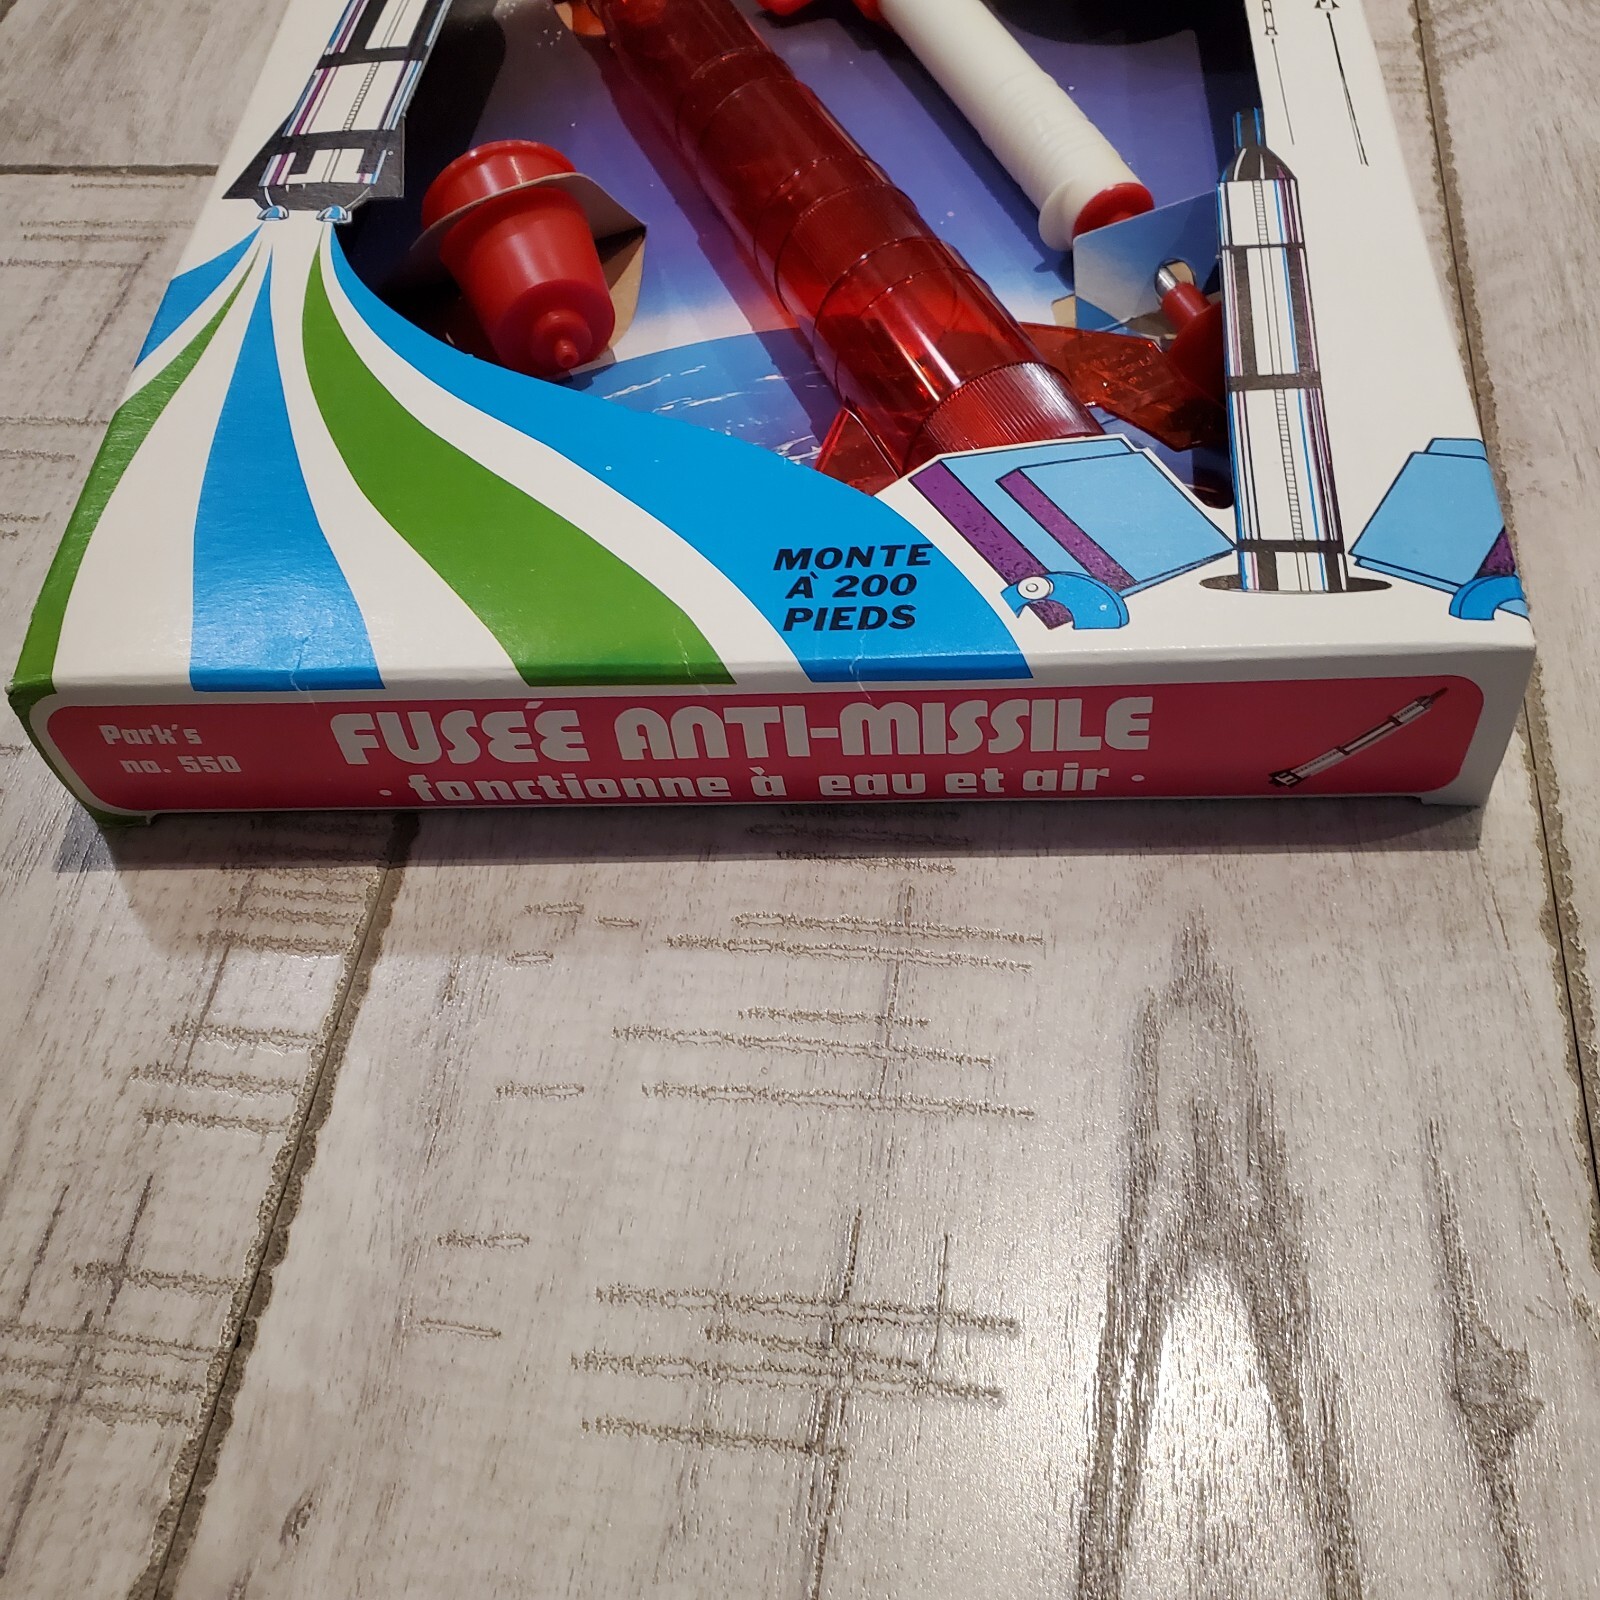 MONTE
À 200
PIEDS
Park's
no. 550
FUSÉE ANTI-MISSILE
• fonctionne à eau et air •